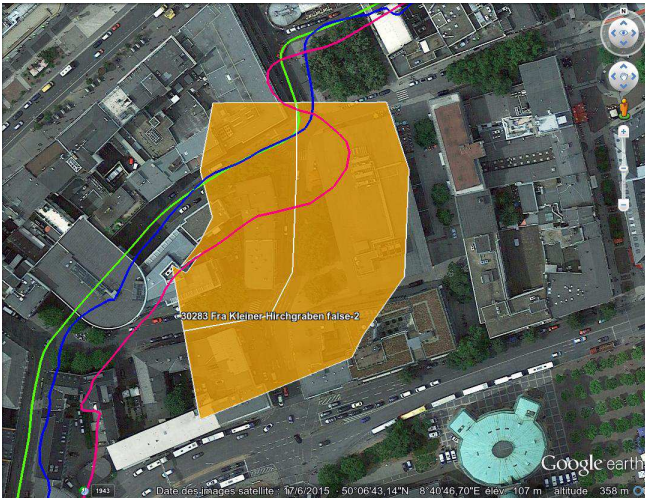 N
30283 Fra Kleiner Hirchgraben false-2
Google earth
1943
Date des images satellite : 17/6/2015 50°06'43,14"N 8°40'46,70"E élév. 107 m altitude 358 m